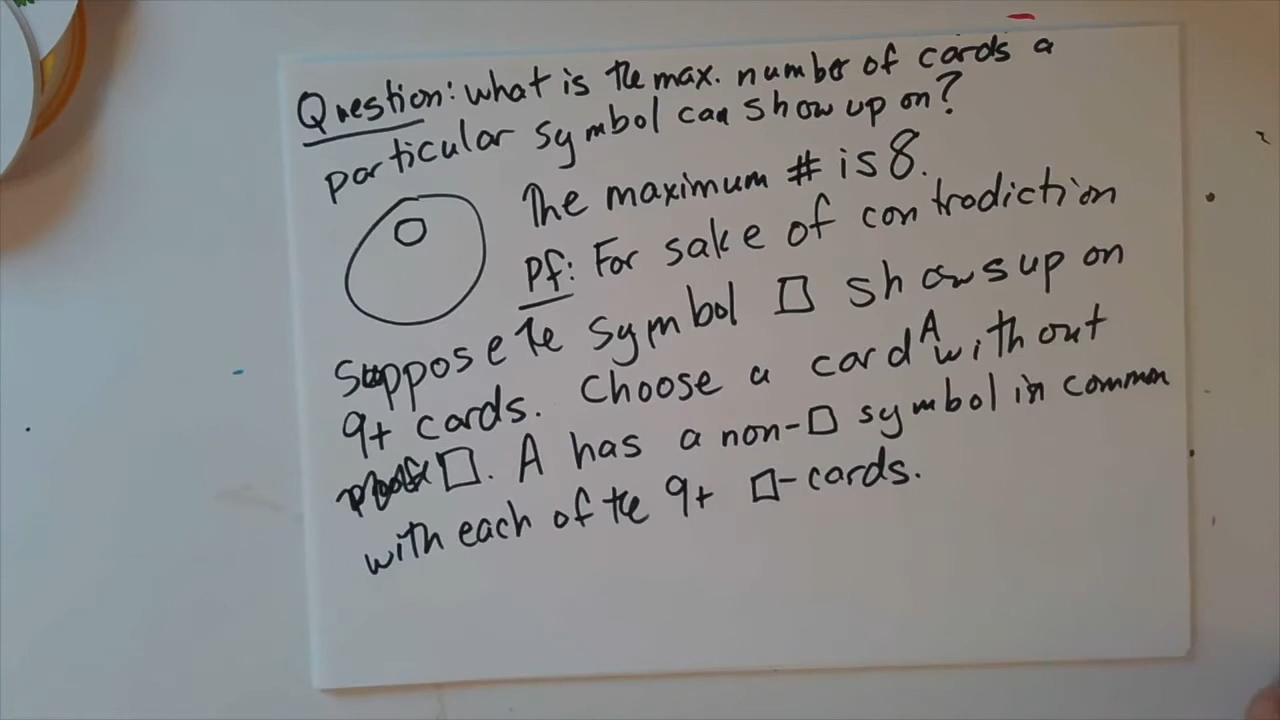 Question: what is the max. number of cards a
particular symbol can show up on?
The maximum # is 8.
Pf: For sake of contradiction
Suppose the symbol □ shows up on
9+ cards. Choose a card A without
□. A has a non-□ symbol in common
with each of the 9+ □-cards.